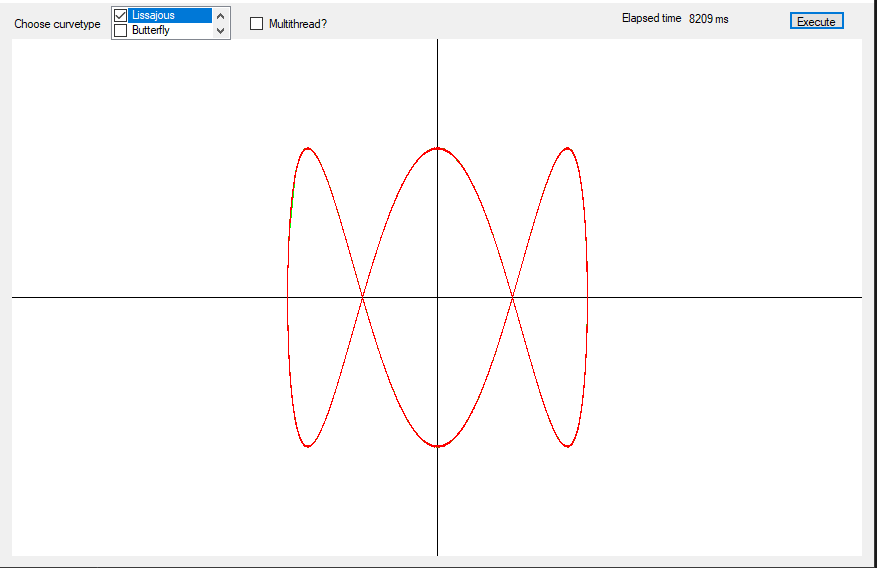 Choose curvetype
Lissajous
Butterfly
Multithread?
Elapsed time 8209 ms
Execute